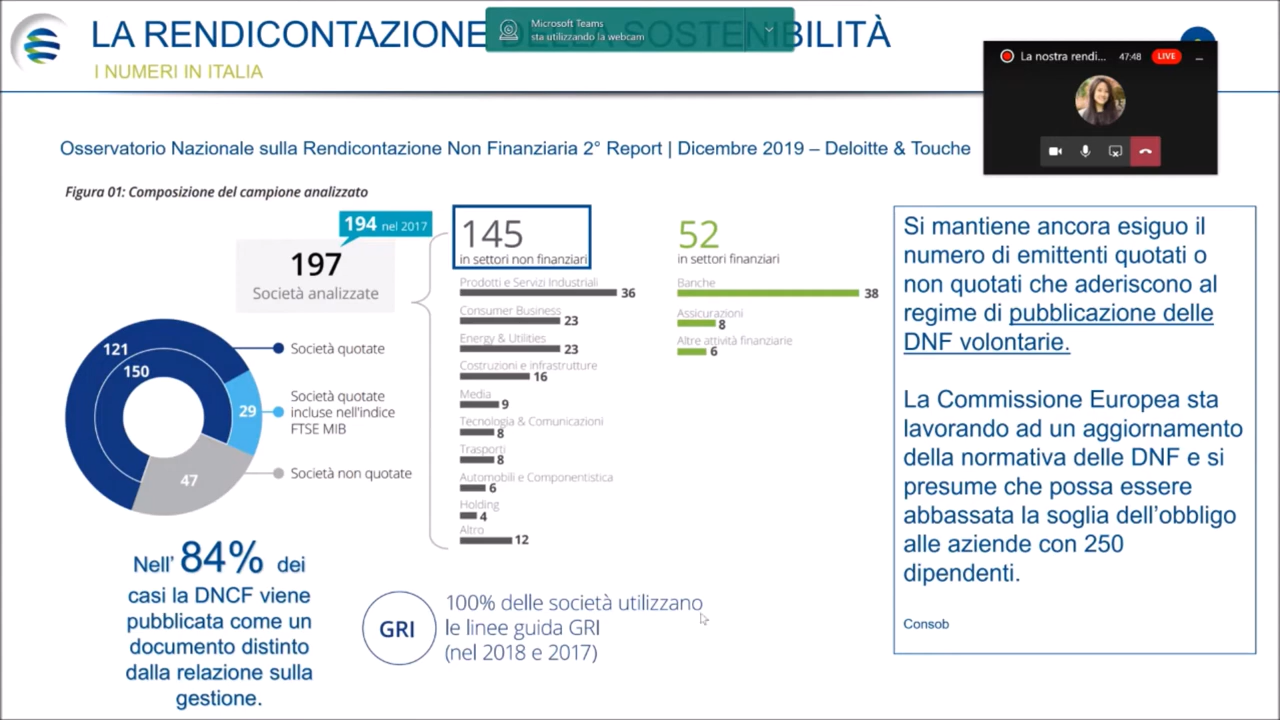 LA RENDICONTAZIONE DELLA SOSTENIBILITÀ
Microsoft Teams
sta utilizzando la webcam
I NUMERI IN ITALIA
La nostra rendi...
47:48
LIVE
Osservatorio Nazionale sulla Rendicontazione Non Finanziaria 2° Report | Dicembre 2019 – Deloitte & Touche
Figura 01: Composizione del campione analizzato
194 nel 2017
197
Società analizzate
121
150
29
47
Società quotate
Società quotate
incluse nell'indice
FTSE MIB
Società non quotate
145
in settori non finanziari
Prodotti e Servizi Industriali
36
Consumer Business
23
Energy & Utilities
23
Costruzioni e infrastrutture
16
Media
9
Tecnologia & Comunicazioni
8
Trasporti
8
Automobili e Componentistica
6
Holding
4
Altro
12
52
in settori finanziari
Banche
38
Assicurazioni
8
Altre attività finanziarie
6
Si mantiene ancora esiguo il
numero di emittenti quotati o
non quotati che aderiscono al
regime di pubblicazione delle
DNF volontarie.
La Commissione Europea sta
lavorando ad un aggiornamento
della normativa delle DNF e si
presume che possa essere
abbassata la soglia dell'obbligo
alle aziende con 250
dipendenti.
Consob
Nell' 84% dei
casi la DNCF viene
pubblicata come un
documento distinto
dalla relazione sulla
gestione.
GRI
100% delle società utilizzano
le linee guida GRI
(nel 2018 e 2017)